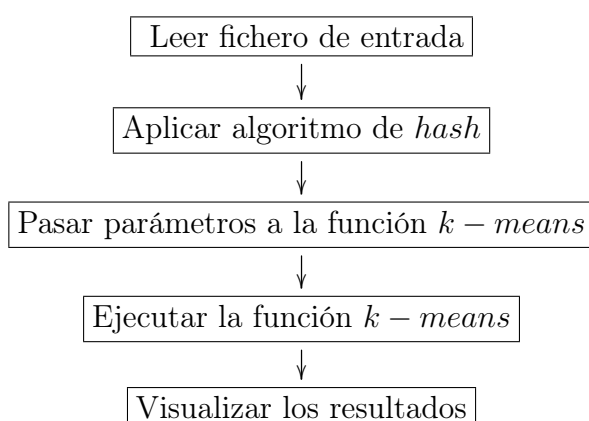 Leer fichero de entrada
Aplicar algoritmo de hash
Pasar parámetros a la función k − means
Ejecutar la función k − means
Visualizar los resultados